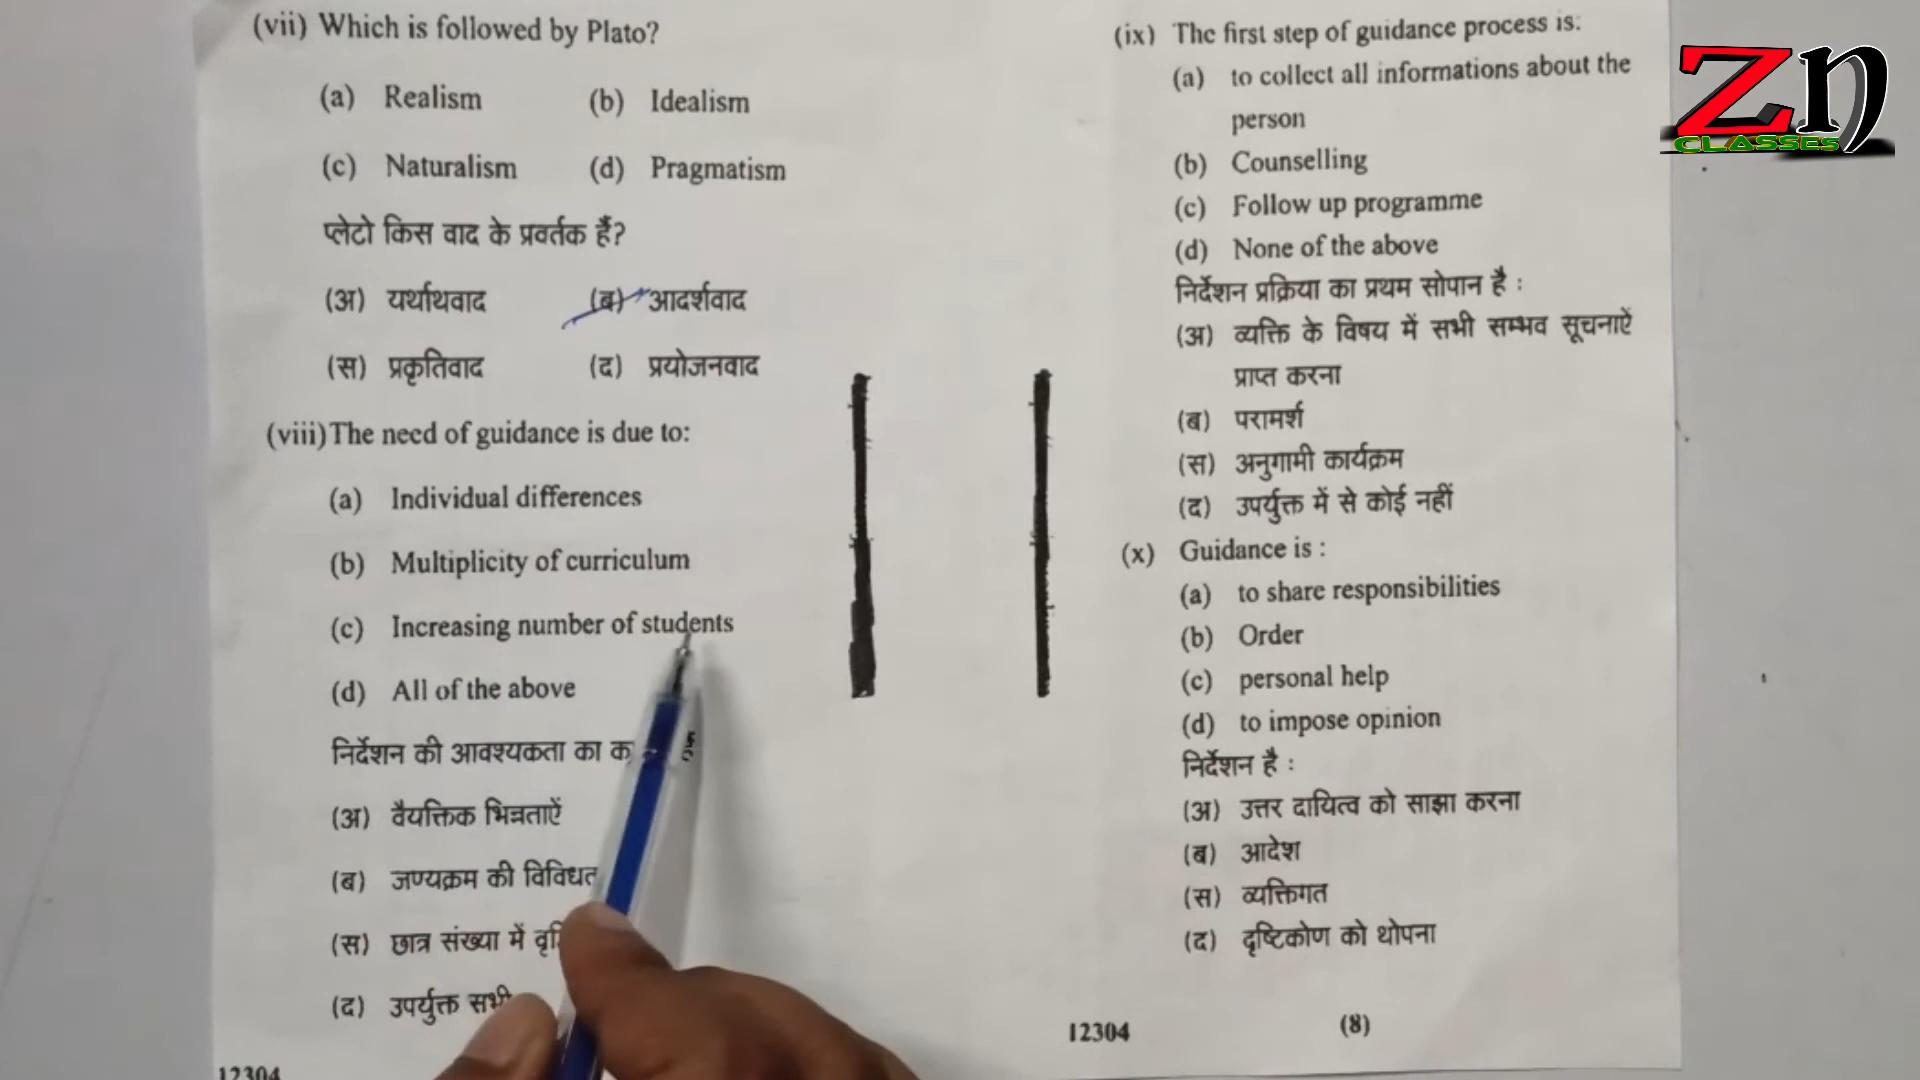 (vii) Which is followed by Plato?
(a) Realism (b) Idealism
(c) Naturalism (d) Pragmatism
प्लेटो किस वाद के प्रवर्तक हैं?
(अ) यर्थाथवाद (ब) आदर्शवाद
(स) प्रकृतिवाद (द) प्रयोजनवाद
(viii) The need of guidance is due to:
(a) Individual differences
(b) Multiplicity of curriculum
(c) Increasing number of students
(d) All of the above
निर्देशन की आवश्यकता का
(अ) वैयक्तिक भिन्नताऐं
(ब) जण्यक्रम की
(स) छात्र संख्या में
(द) उपर्युक्त सभी
12304
(ix) The first step of guidance process is:
(a) to collect all informations about the
person
(b) Counselling
(c) Follow up programme
(d) None of the above
निर्देशन प्रक्रिया का प्रथम सोपान है :
(अ) व्यक्ति के विषय में सभी सम्भव सूचनाऐं
प्राप्त करना
(ब) परामर्श
(स) अनुगामी कार्यक्रम
(द) उपर्युक्त में से कोई नहीं
(x) Guidance is :
(a) to share responsibilities
(b) Order
(c) personal help
(d) to impose opinion
निर्देशन है :
(अ) उत्तर दायित्व को साझा करना
(ब) आदेश
(स) व्यक्तिगत
(द) दृष्टिकोण को थोपना
12304 (8)
Zn
CLASSES